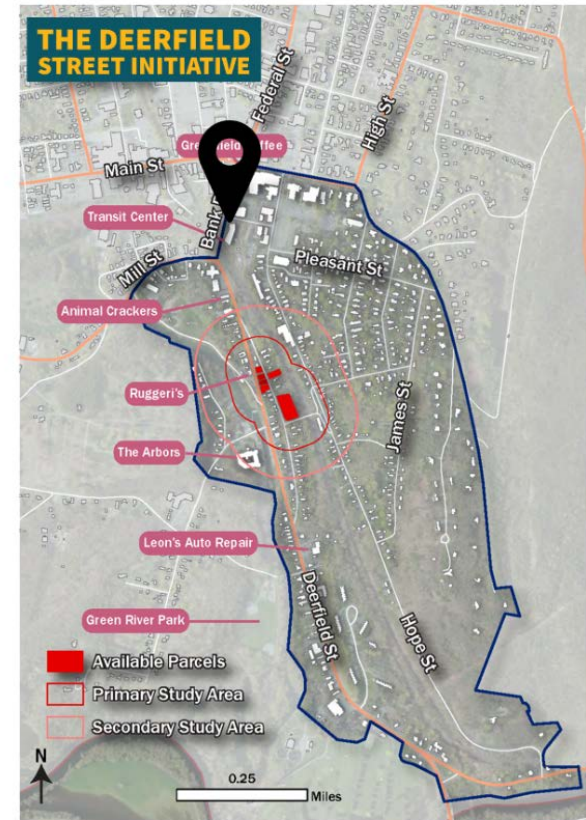 THE DEERFIELD
STREET INITIATIVE
Federal St
High St
Main St
Transit Center
Mill St
Pleasant St
Animal Crackers
Ruggeri's
James St
The Arbors
Leon's Auto Repair
Deerfield St
Hope St
Green River Park
Available Parcels
Primary Study Area
Secondary Study Area
N
0.25
Miles